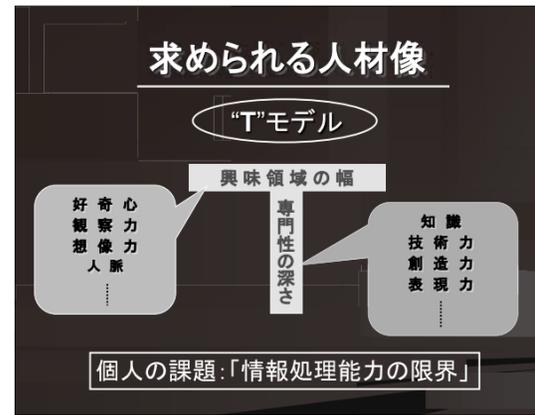 求められる人材像
“T”モデル
興味領域の幅
専門性の深さ
好奇心
観察力
想像力
人脈
……
知識
技術力
創造力
表現力
……
個人の課題：「情報処理能力の限界」